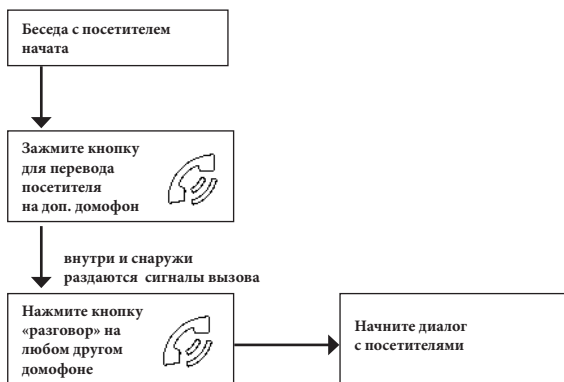 Беседа с посетителем
начата
Зажмите кнопку
для перевода
посетителя
на доп. домофон
внутри и снаружи
раздаются сигналы вызова
Нажмите кнопку
«разговор» на
любом другом
домофоне
Начните диалог
с посетителями